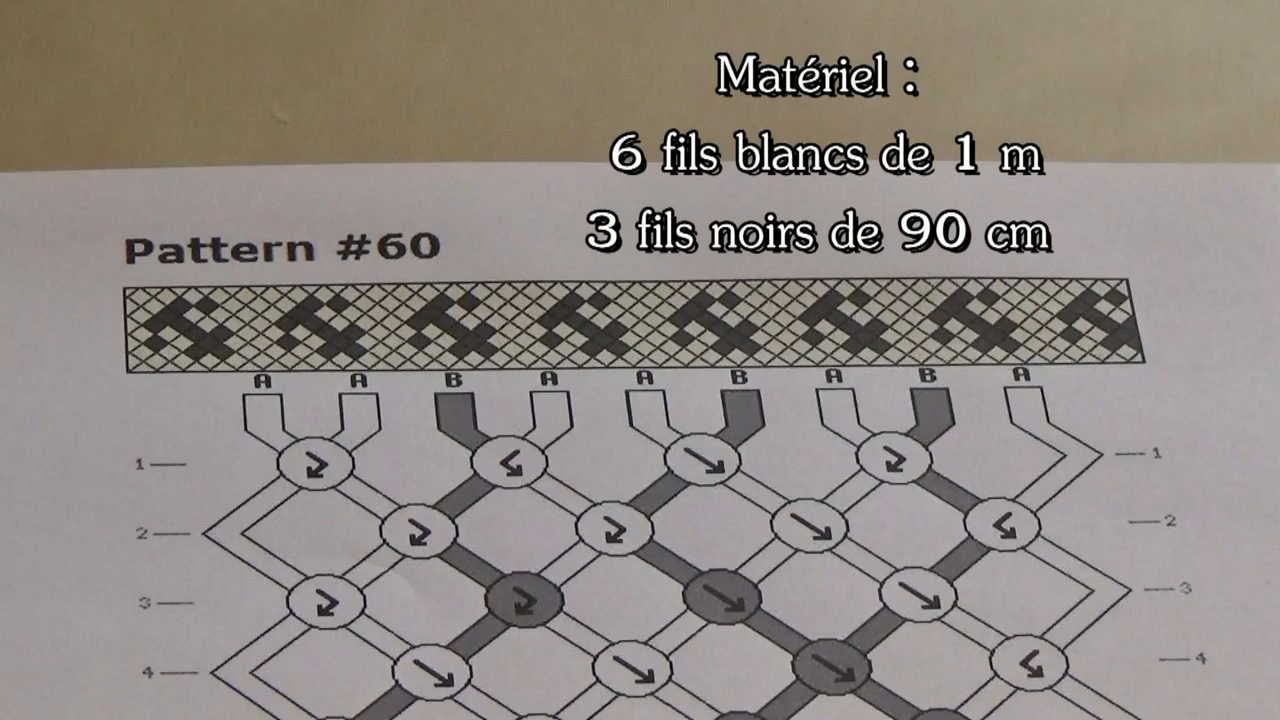 Matériel :
6 fils blancs de 1 m
3 fils noirs de 90 cm
Pattern #60
A A B A A B A B A
1 1
2 2
3 3
4 4